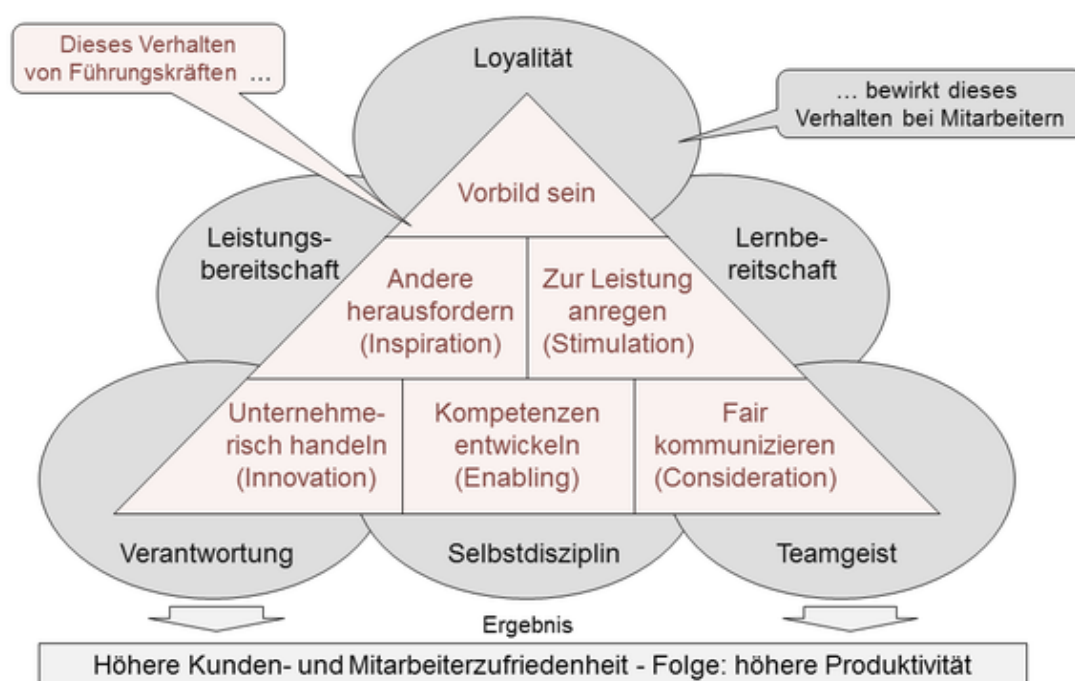 Dieses Verhalten
von Führungskräften ...
Loyalität
... bewirkt dieses
Verhalten bei Mitarbeitern
Vorbild sein
Leistungs-
bereitschaft
Lernbe-
reitschaft
Andere
herausfordern
(Inspiration)
Zur Leistung
anregen
(Stimulation)
Unternehme-
risch handeln
(Innovation)
Kompetenzen
entwickeln
(Enabling)
Fair
kommunizieren
(Consideration)
Verantwortung
Selbstdisziplin
Teamgeist
Ergebnis
Höhere Kunden- und Mitarbeiterzufriedenheit - Folge: höhere Produktivität